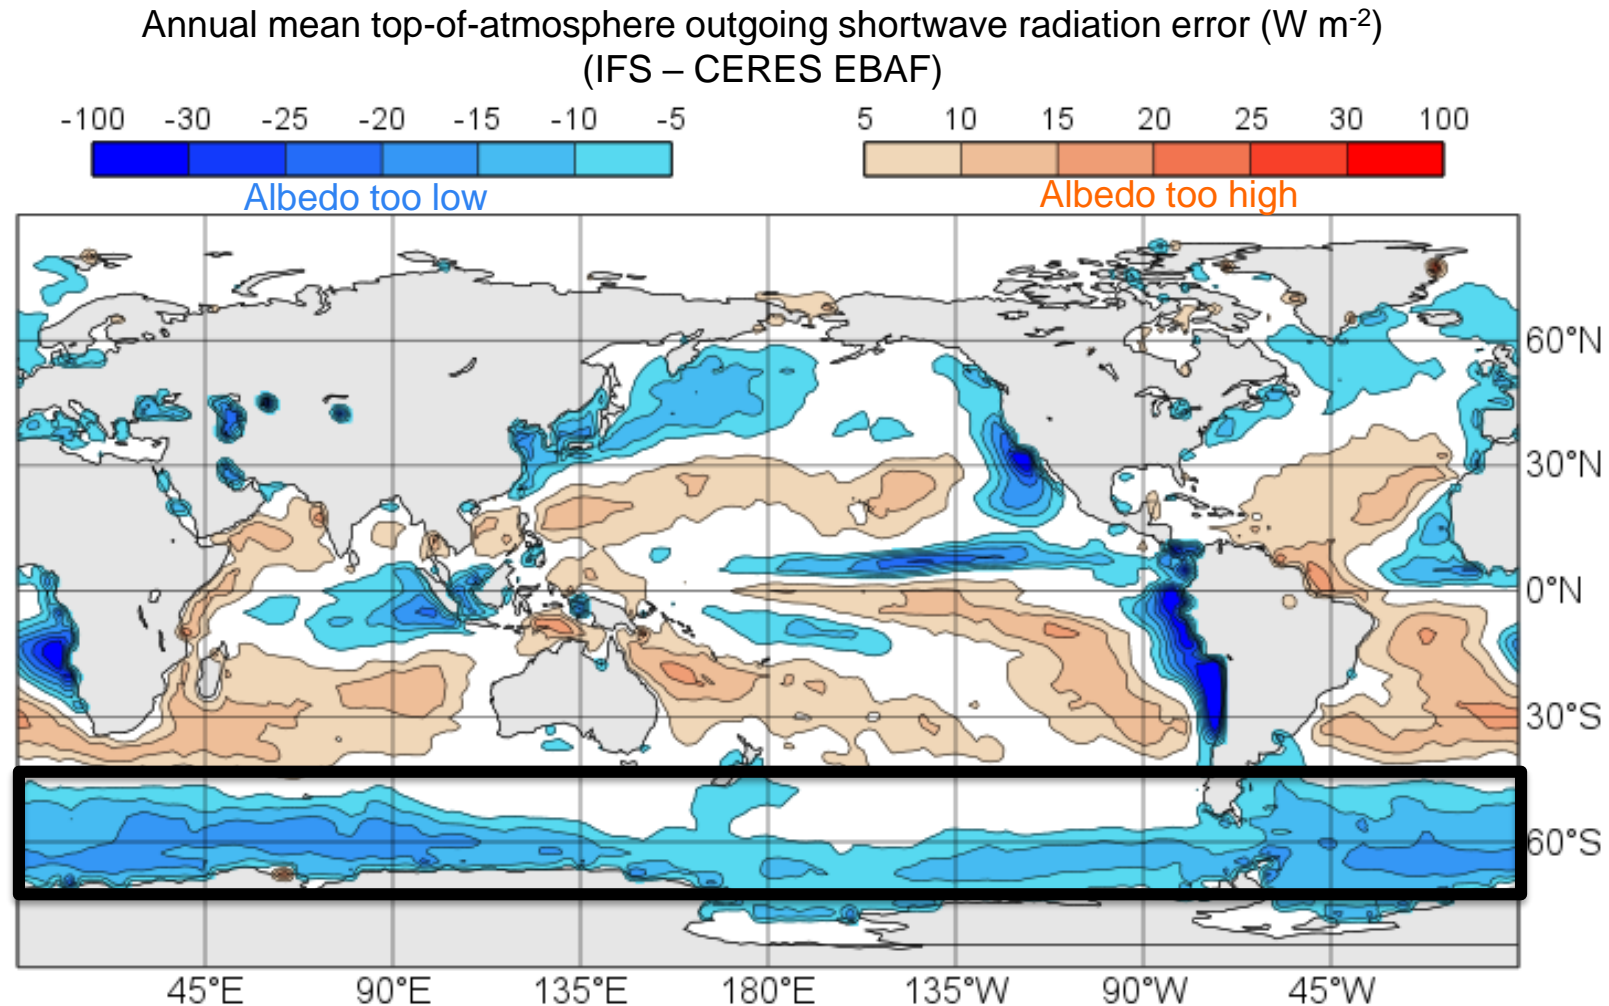 Annual mean top-of-atmosphere outgoing shortwave radiation error (W m-2)
(IFS – CERES EBAF)
-100 -30 -25 -20 -15 -10 -5 5 10 15 20 25 30 100
Albedo too low Albedo too high
60°N
30°N
0°N
30°S
60°S
45°E 90°E 135°E 180°E 135°W 90°W 45°W